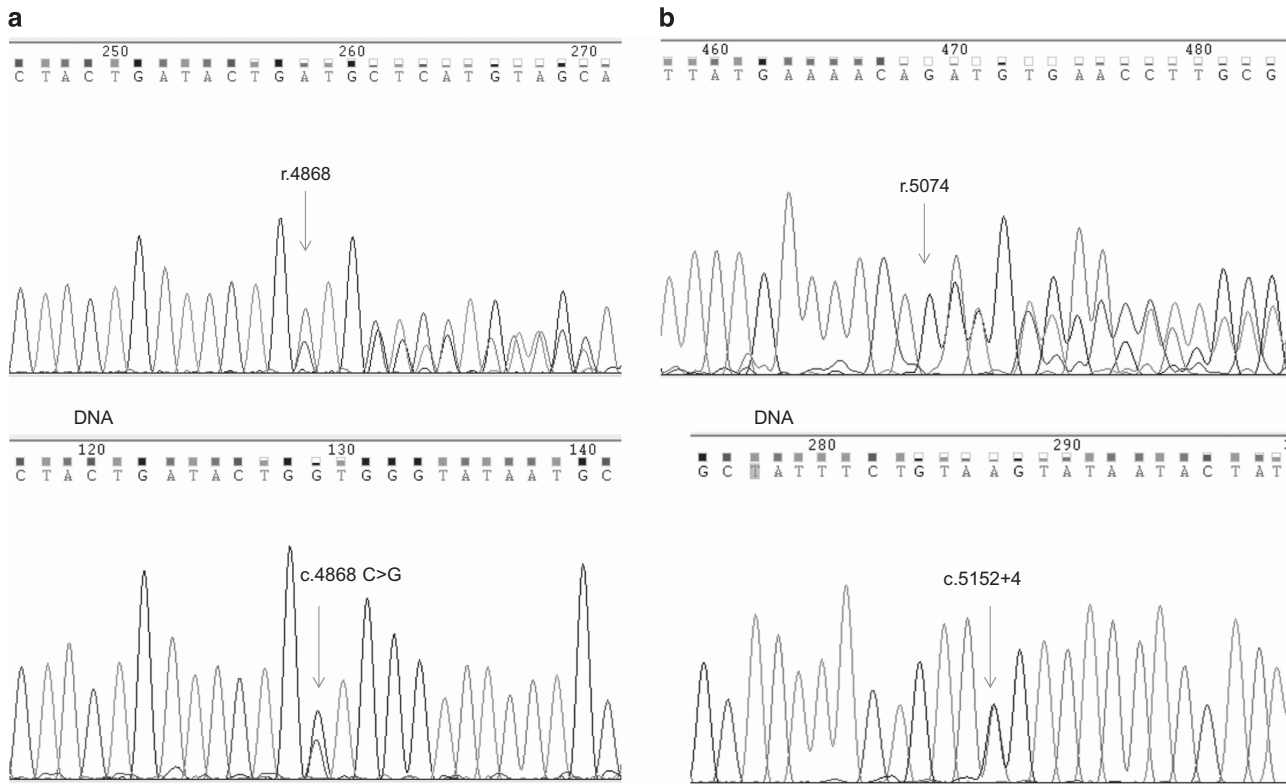 a
250 260 270
C T A C T G A T A C T G A T G C T C A T G T A G C A
r.4868
DNA
120 130 140
C T A C T G A T A C T G G T G G G T A T A A T G C
c.4868 C>G
b
460 470 480
T T A T G A A A A C A G A T G T G A A C C T T G C G
r.5074
DNA
280 290
G C T A T T T C T G T A A G T A T A A T A C T A T
c.5152+4